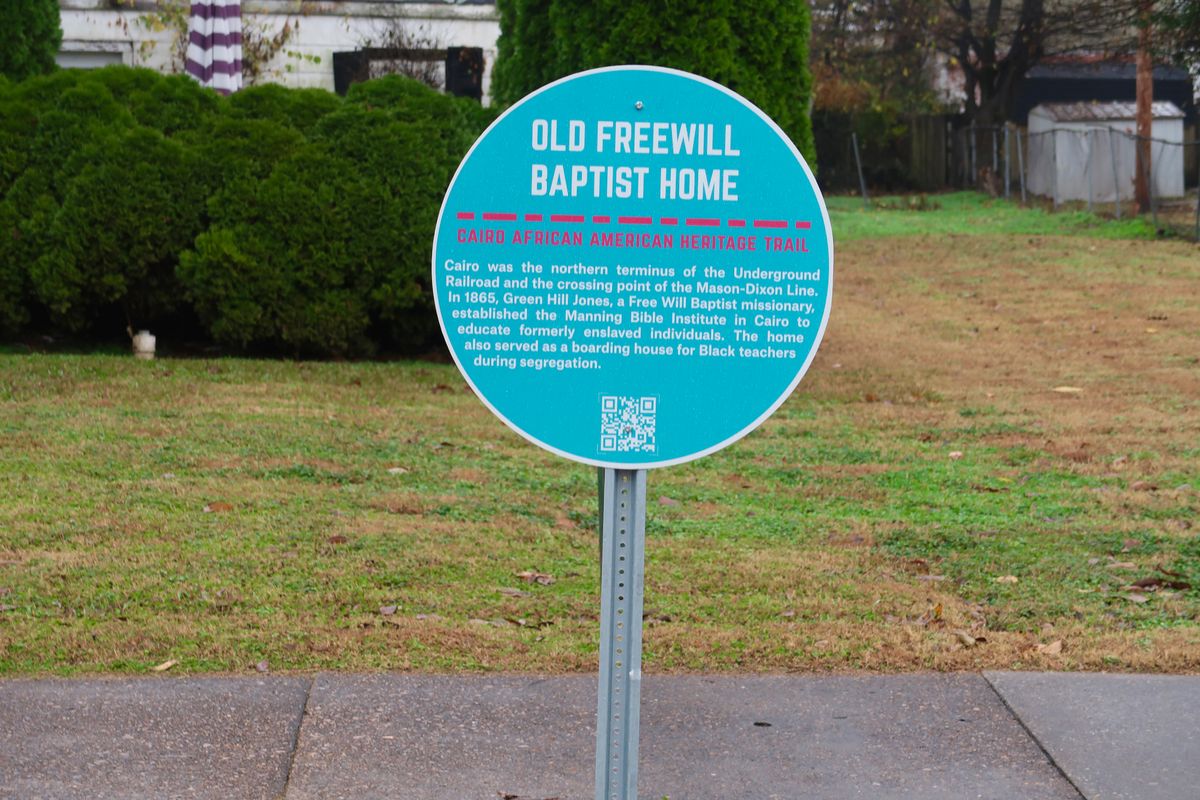 OLD FREEWILL
BAPTIST HOME
CAIRO AFRICAN AMERICAN HERITAGE TRAIL
Cairo was the northern terminus of the Underground
Railroad and the crossing point of the Mason-Dixon Line.
In 1865, Green Hill Jones, a Free Will Baptist missionary,
established the Manning Bible Institute in Cairo to
educate formerly enslaved individuals. The home
also served as a boarding house for Black teachers
during segregation.